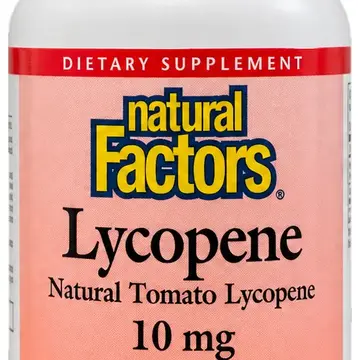 DIETARY SUPPLEMENT
natural
Factors®
Lycopene
Natural Tomato Lycopene
10 mg